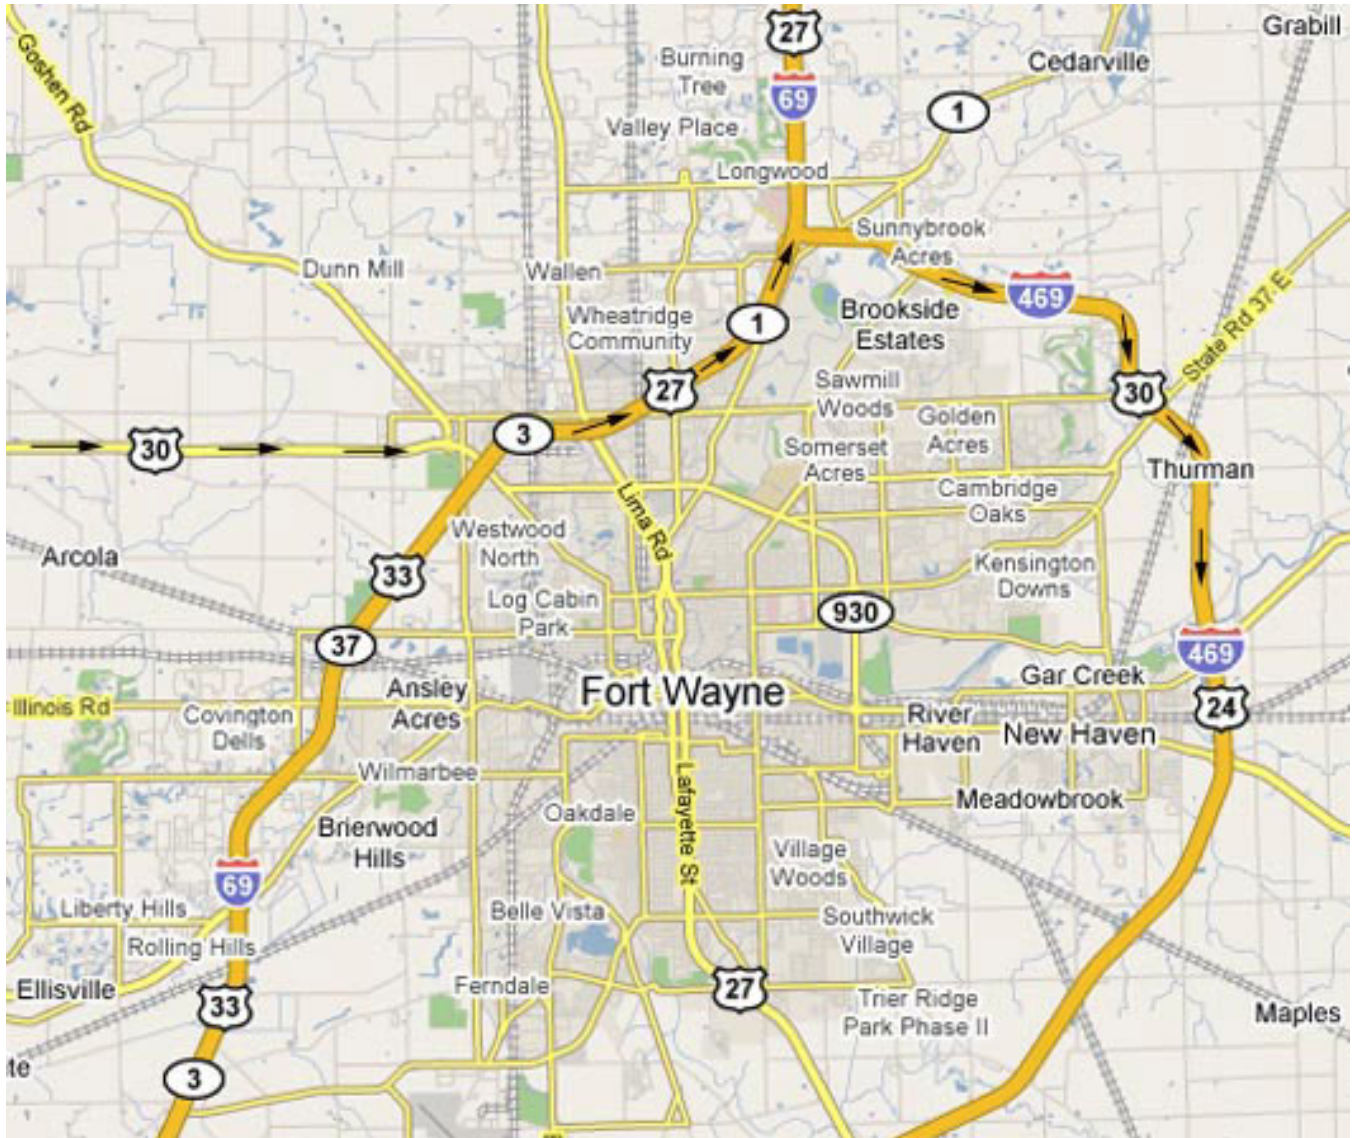 Grabill
27
Burning
Tree
Cedarville
Goshen Rd
69
1
Valley Place
Longwood
Sunnybrook
Acres
Dunn Mill
Wallen
469
Brookside
Estates
Wheatridge
Community
1
State Rd 37 E
27
Sawmill
Woods
30
Golden
Acres
3
30
Somerset
Acres
Thurman
Cambridge
Oaks
Lima Rd
Westwood
North
Arcola
33
Kensington
Downs
Log Cabin
Park
930
37
469
Gar Creek
Ansley
Acres
Fort Wayne
Illinois Rd
Covington
Dells
River
Haven
New Haven
24
Wilmarbee
Meadowbrook
Oakdale
Lafayette St
Brierwood
Hills
Village
Woods
69
Liberty Hills
Belle Vista
Southwick
Village
Rolling Hills
Ellisville
Ferndale
27
33
Trier Ridge
Park Phase II
Maples
te
3